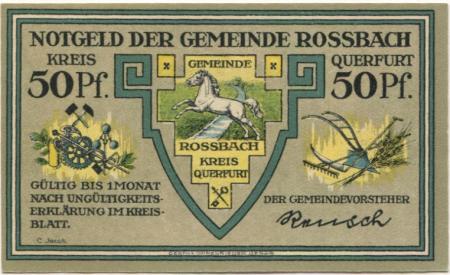 NOTGELD DER GEMEINDE ROSSBACH
KREIS
50 Pf.
GEMEINDE
ROSSBACH
KREIS
QUERFURT
QUERFURT
50 Pf.
GÜLTIG BIS 1 MONAT
NACH UNGÜLTIGKEITS-
ERKLÄRUNG IM KREIS-
BLATT.
DER GEMEINDEVORSTEHER